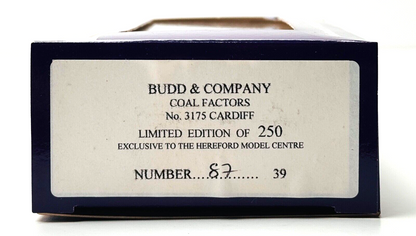 BUDD & COMPANY
COAL FACTORS
No. 3175 CARDIFF
LIMITED EDITION OF 250
EXCLUSIVE TO THE HEREFORD MODEL CENTRE
NUMBER....87............ 39